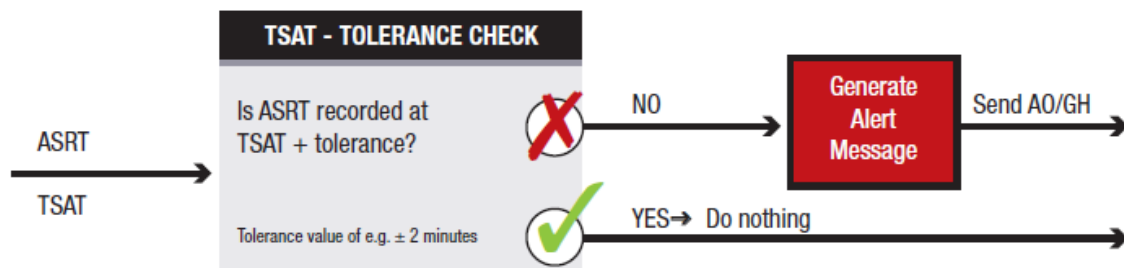 TSAT - TOLERANCE CHECK
Is ASRT recorded at
TSAT + tolerance?
Tolerance value of e.g. ± 2 minutes
ASRT
TSAT
NO
Generate
Alert
Message
Send AO/GH
YES➔ Do nothing